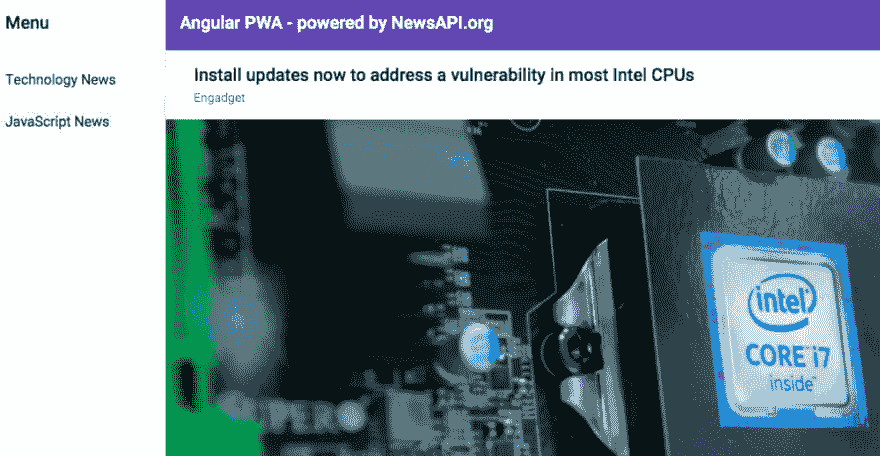 Menu
Angular PWA - powered by NewsAPI.org
Technology News
JavaScript News
Install updates now to address a vulnerability in most Intel CPUs
Engadget
intel
CORE i7
inside